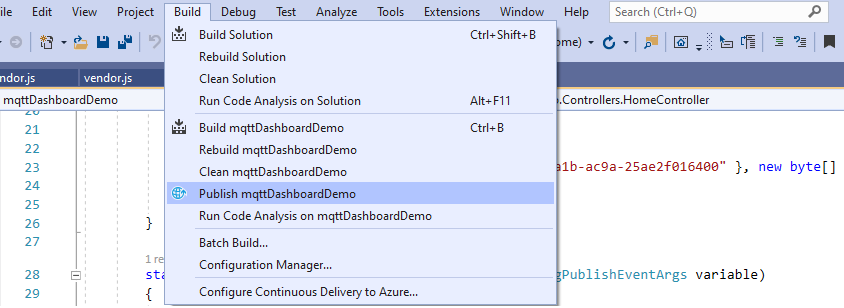 ile Edit View Project Build Debug Test Analyze Tools Extensions Window Help Search (Ctrl+Q)
Build Solution Ctrl+Shift+B
Rebuild Solution
Clean Solution
Run Code Analysis on Solution Alt+F11
Build mqttDashboardDemo Ctrl+B
Rebuild mqttDashboardDemo
Clean mqttDashboardDemo
Publish mqttDashboardDemo
Run Code Analysis on mqttDashboardDemo
Batch Build...
Configuration Manager...
Configure Continuous Delivery to Azure...
ome)
ndor.js vendor.js
mqttDashboardDemo o.Controllers.HomeController
20
21
22
23 a1b-ac9a-25ae2f016400" }, new byte[]
24
25
26 }
27
1 re
28 sta gPublishEventArgs variable)
29 {